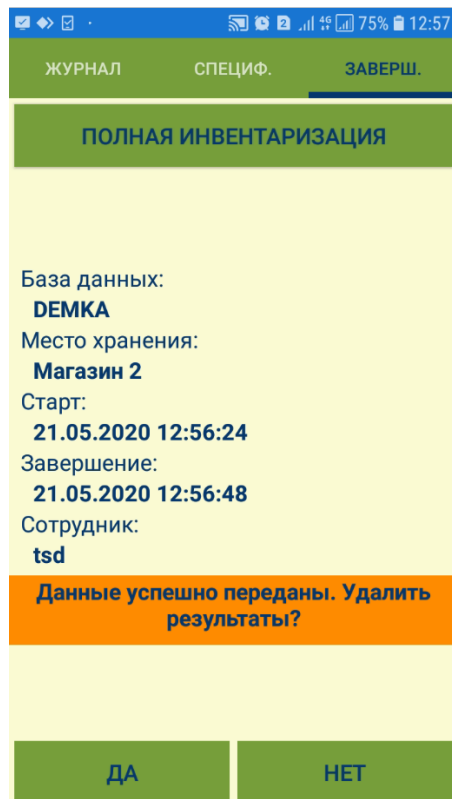 2 4G 75% 12:57
ЖУРНАЛ СПЕЦИФ. ЗАВЕРШ.
ПОЛНАЯ ИНВЕНТАРИЗАЦИЯ
База данных:
DEMKA
Место хранения:
Магазин 2
Старт:
21.05.2020 12:56:24
Завершение:
21.05.2020 12:56:48
Сотрудник:
tsd
Данные успешно переданы. Удалить
результаты?
ДА НЕТ